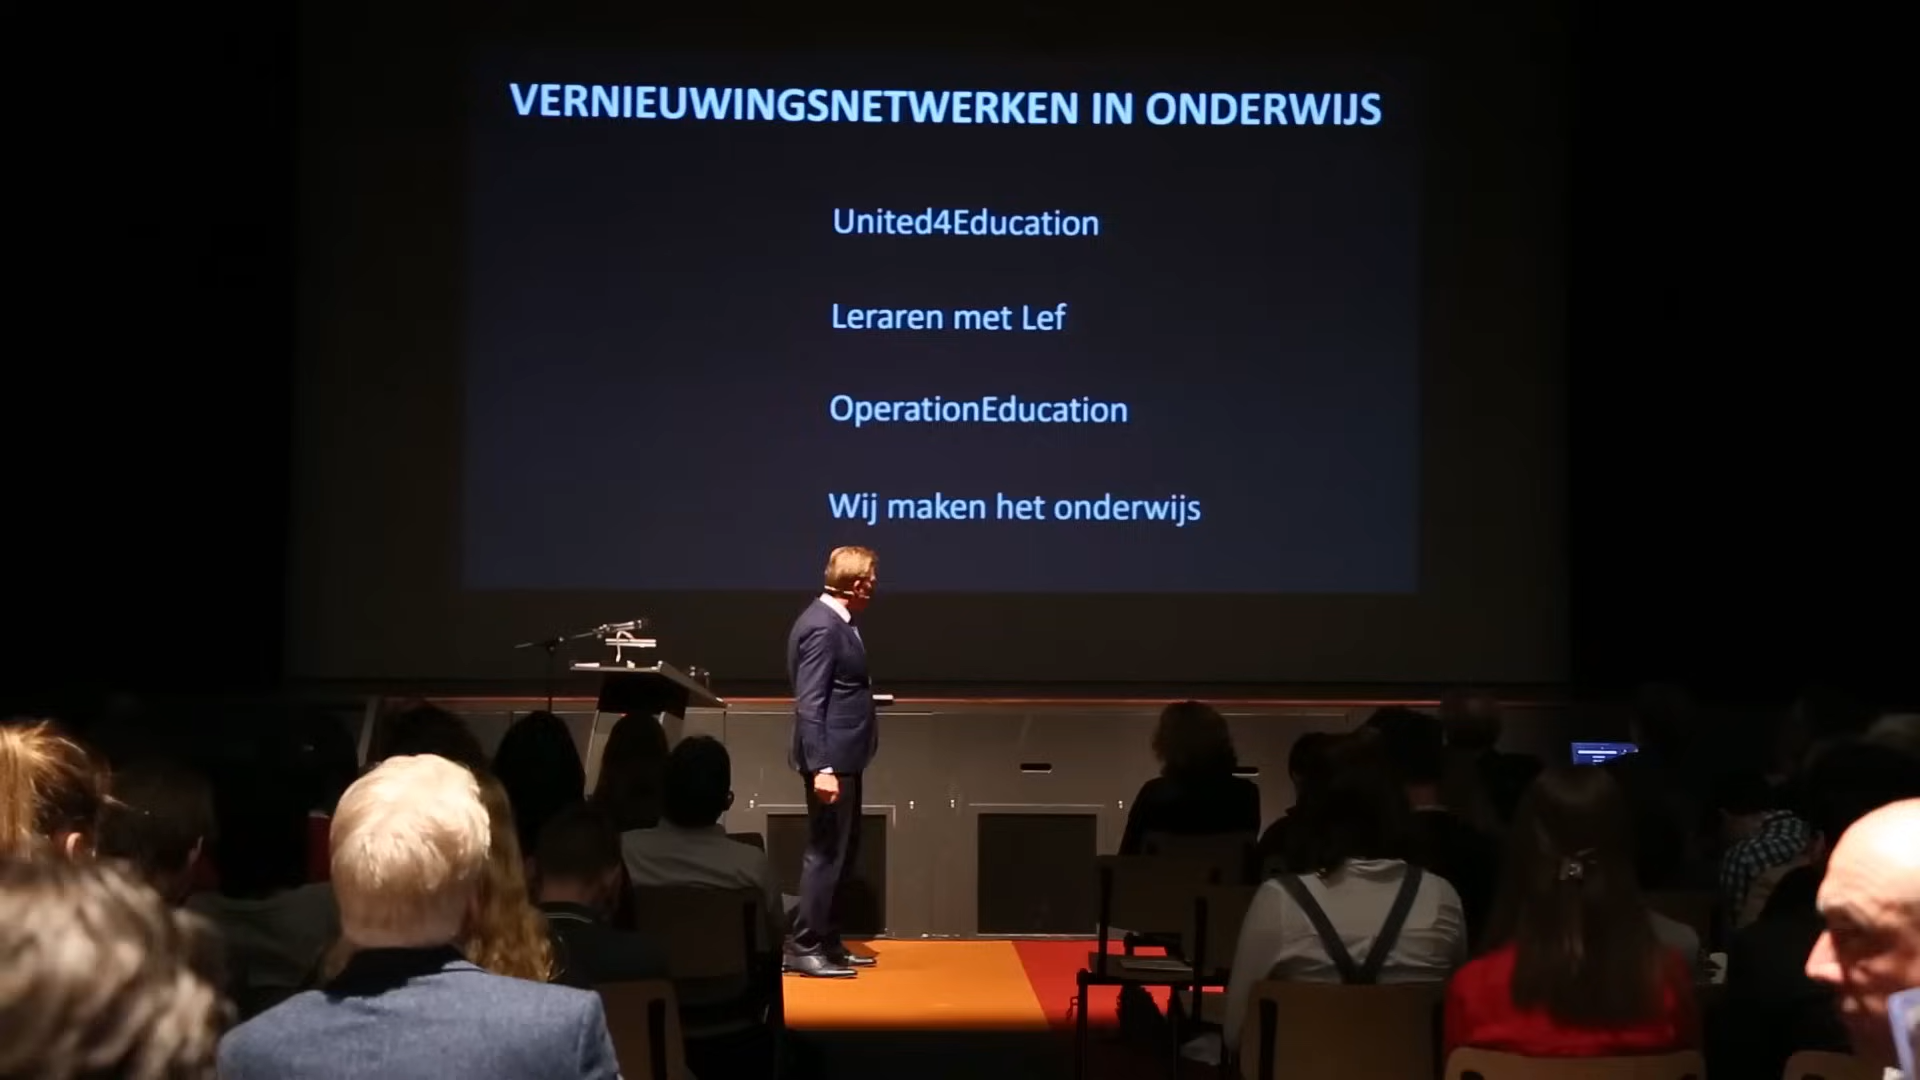 VERNIEUWINGSNETWERKEN IN ONDERWIJS
United4Education
Leraren met Lef
OperationEducation
Wij maken het onderwijs